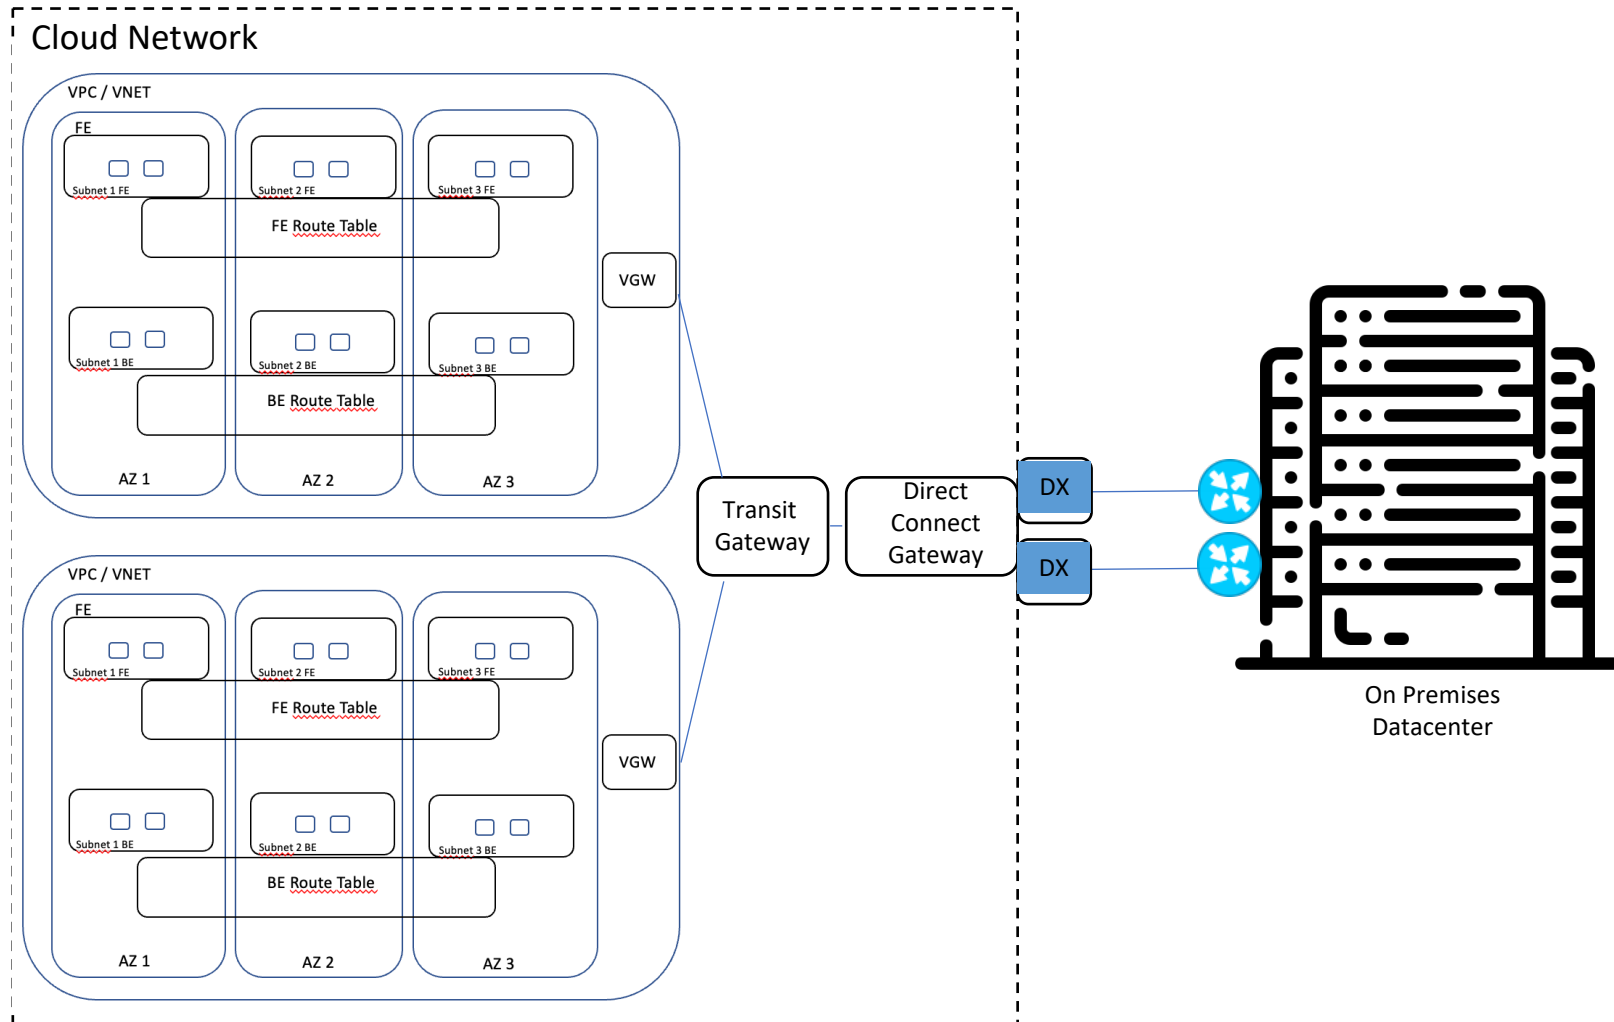 Cloud Network
VPC / VNET
FE
Subnet 1 FE
Subnet 2 FE
Subnet 3 FE
FE Route Table
VGW
Subnet 1 BE
Subnet 2 BE
Subnet 3 BE
BE Route Table
AZ 1
AZ 2
AZ 3
Transit
Gateway
Direct
Connect
Gateway
DX
DX
On Premises
Datacenter
VPC / VNET
FE
Subnet 1 FE
Subnet 2 FE
Subnet 3 FE
FE Route Table
VGW
Subnet 1 BE
Subnet 2 BE
Subnet 3 BE
BE Route Table
AZ 1
AZ 2
AZ 3